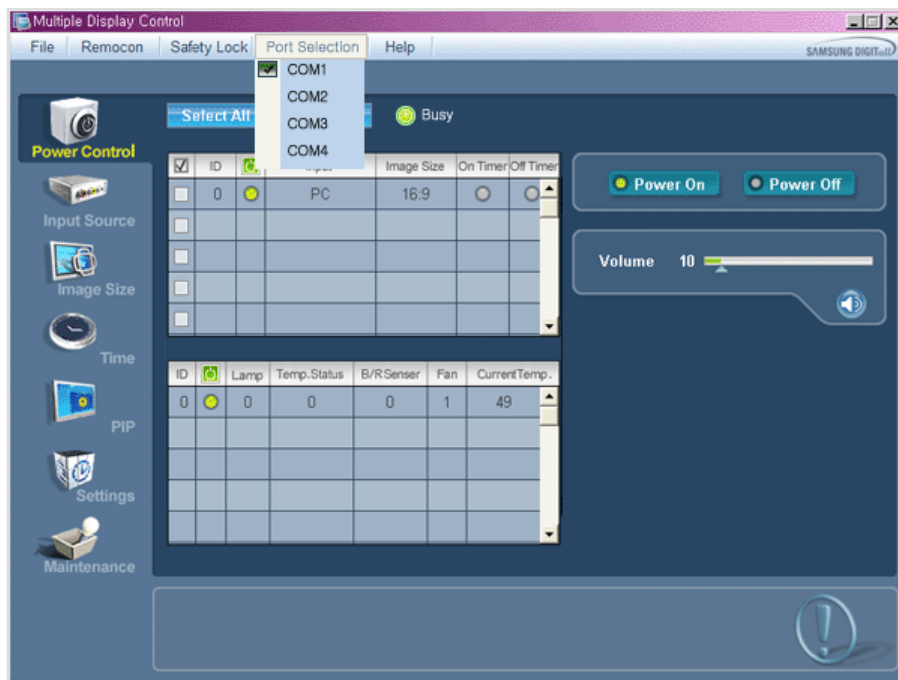 Multiple Display Control
File Remocon Safety Lock Port Selection Help
SAMSUNG DIGITall
COM1
COM2
COM3
COM4
Select All
Busy
Power Control
Input Source
Image Size
Time
PIP
Settings
Maintenance
ID Input Image Size On Timer Off Timer
0 PC 16:9
Power On Power Off
Volume 10
ID Lamp Temp.Status B/RSenser Fan CurrentTemp.
0 0 0 0 1 49